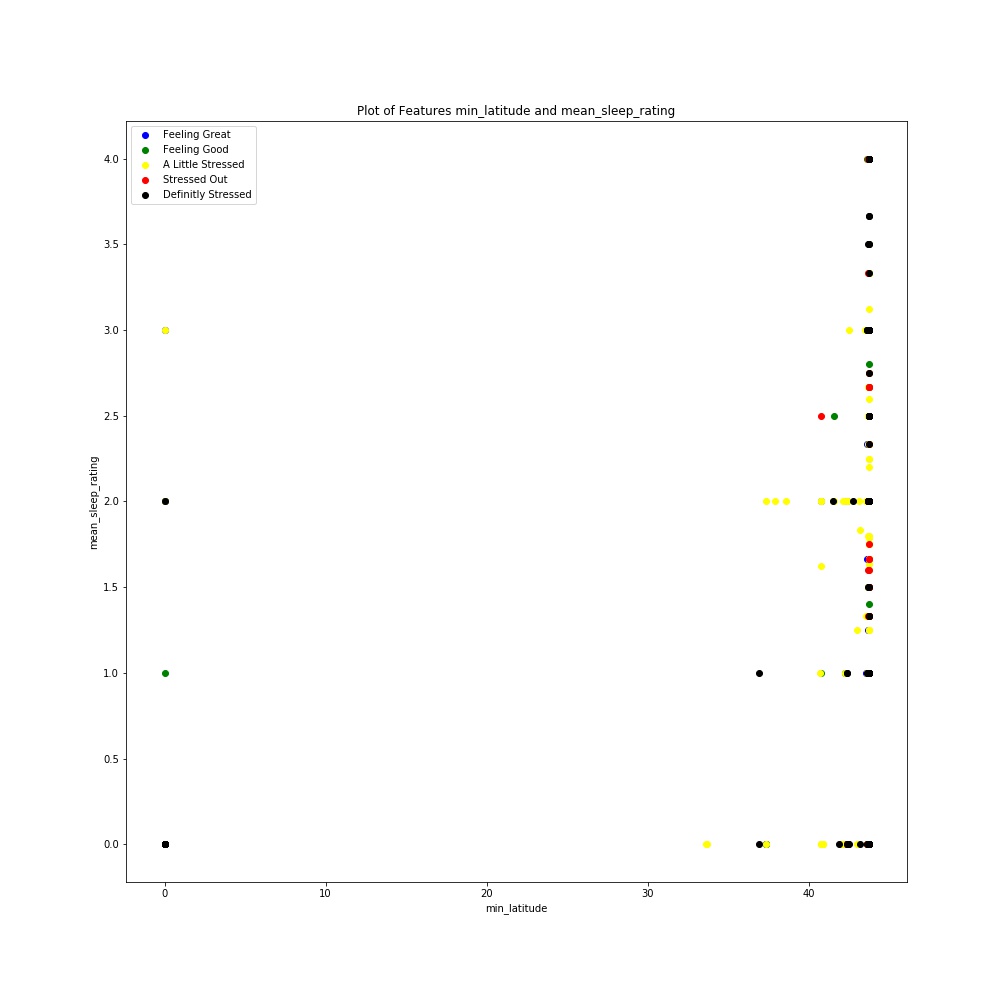 Plot of Features min_latitude and mean_sleep_rating
Feeling Great
Feeling Good
A Little Stressed
Stressed Out
Definitly Stressed
mean_sleep_rating
4.0
3.5
3.0
2.5
2.0
1.5
1.0
0.5
0.0
0 10 20 30 40
min_latitude